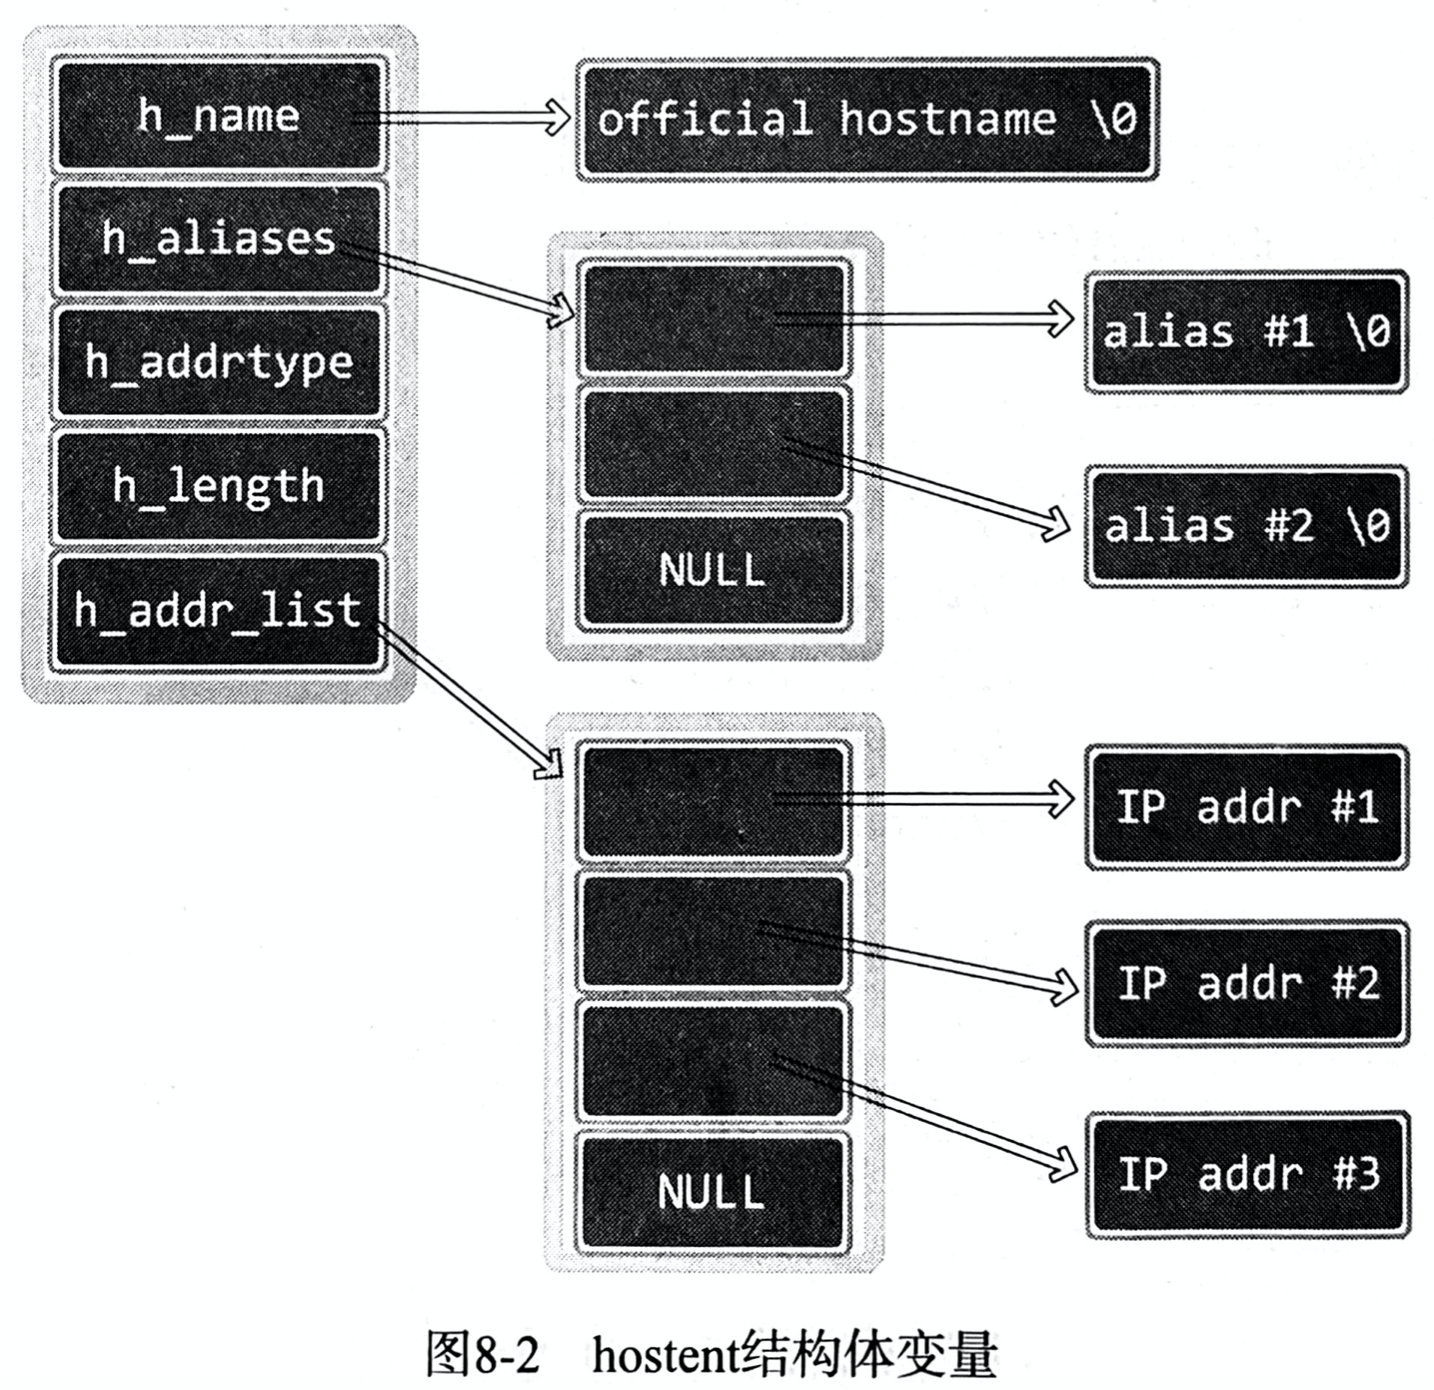 h_name
official hostname \0
h_aliases
h_addrtype
h_length
h_addr_list
alias #1 \0
alias #2 \0
NULL
IP addr #1
IP addr #2
IP addr #3
NULL
图8-2 hostent结构体变量